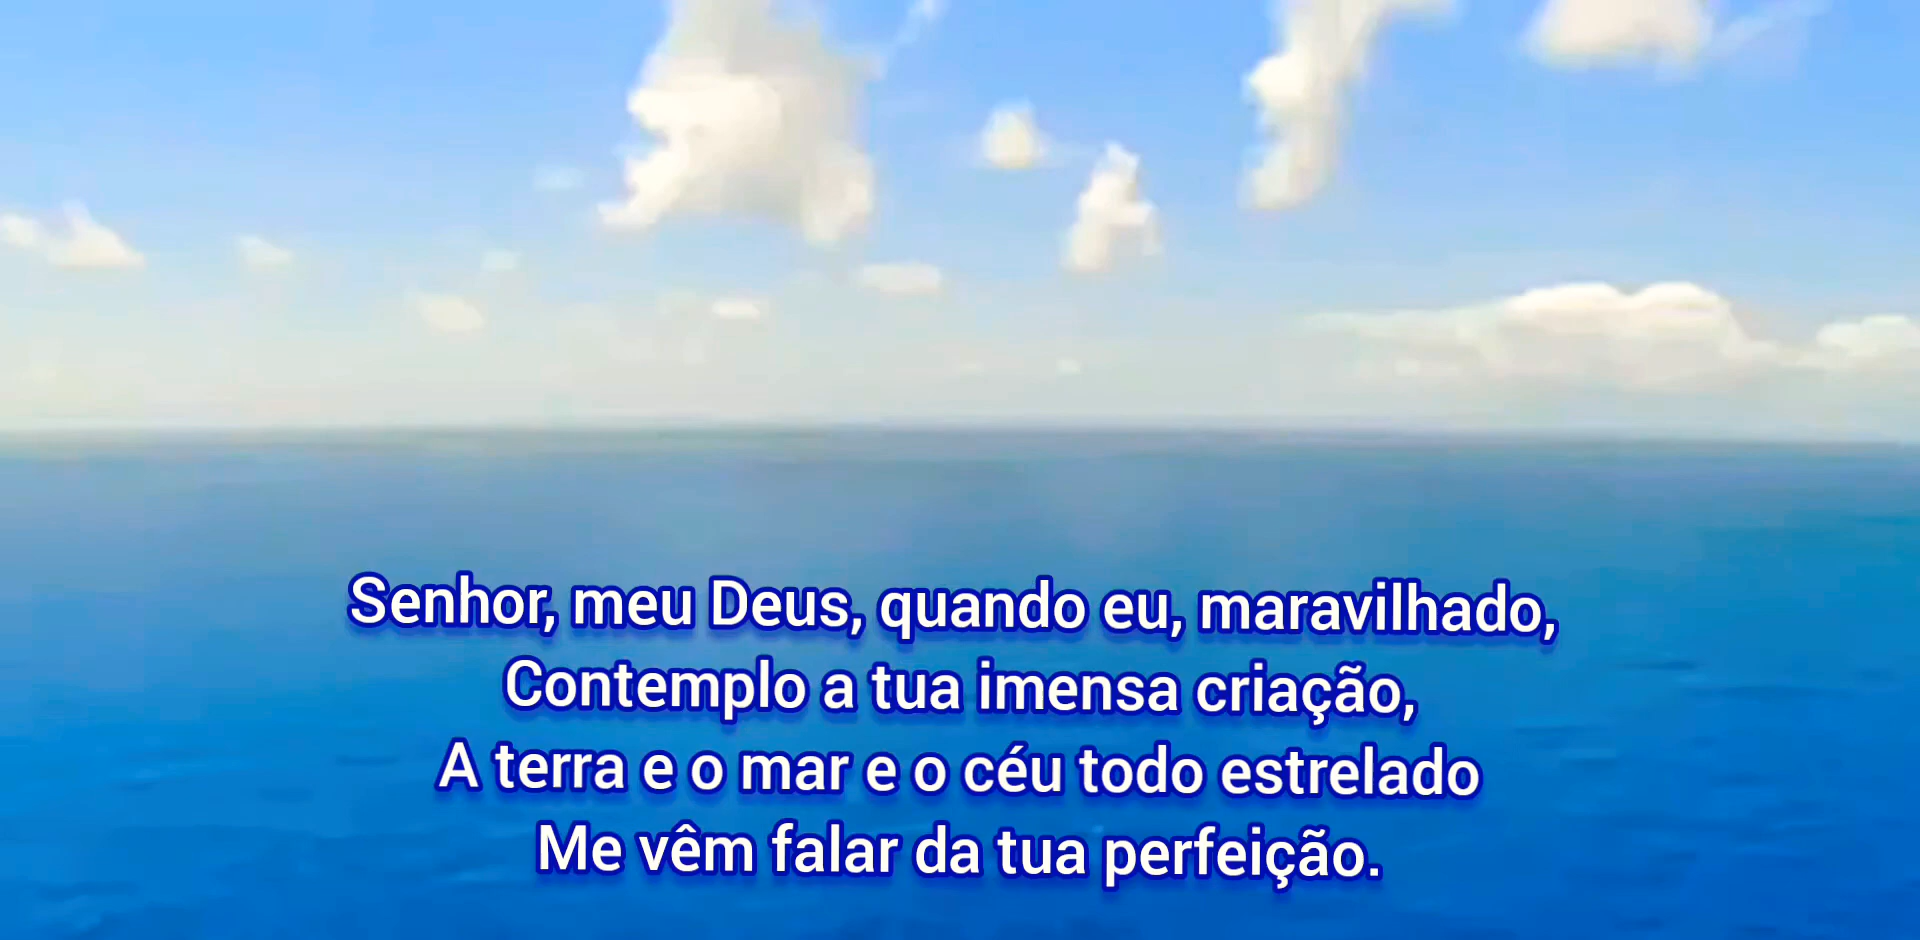 Senhor, meu Deus, quando eu, maravilhado,
Contemplo a tua imensa criação,
A terra e o mar e o céu todo estrelado
Me vêm falar da tua perfeição.